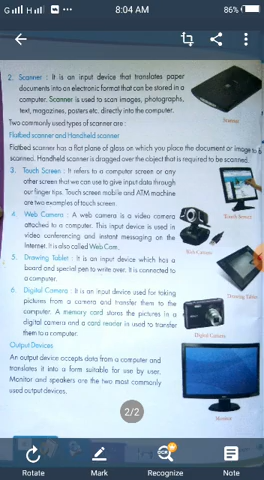 G H ... 8:04 AM 86%
2. Scanner : It is an input device that translates paper
documents into an electronic format that can be stored in a
computer. Scanner is used to scan images, photographs,
text, magazines, posters etc. directly into the computer.
Scanner
Two commonly used types of scanner are :
Flatbed scanner and Handheld scanner
Flatbed scanner has a flat plane of glass on which you place the document or image to b
scanned. Handheld scanner is dragged over the object that is required to be scanned.
3. Touch Screen : It refers to a computer screen or any
other screen that we can use to give input data through
our finger tips. Touch screen mobile and ATM machine
are two examples of touch screen.
Touch Screen
4. Web Camera : A web camera is a video camera
attached to a computer. This input device is used in
video conferencing and instant messaging on the
Internet. It is also called Web Cam.
Web Camera
5. Drawing Tablet : It is an input device which has a
board and special pen to write over. It is connected to
a computer.
Drawing Tablet
6. Digital Camera : It is an input device used for taking
pictures from a camera and transfer them to the
computer. A memory card stores the pictures in a
digital camera and a card reader is used to transfer
them to a computer.
Digital Camera
Output Devices
An output device accepts data from a computer and
translates it into a form suitable for use by user.
Monitor and speakers are the two most commonly
used output devices.
Monitor
2/2
Rotate
Mark
OCR
Recognize
Note